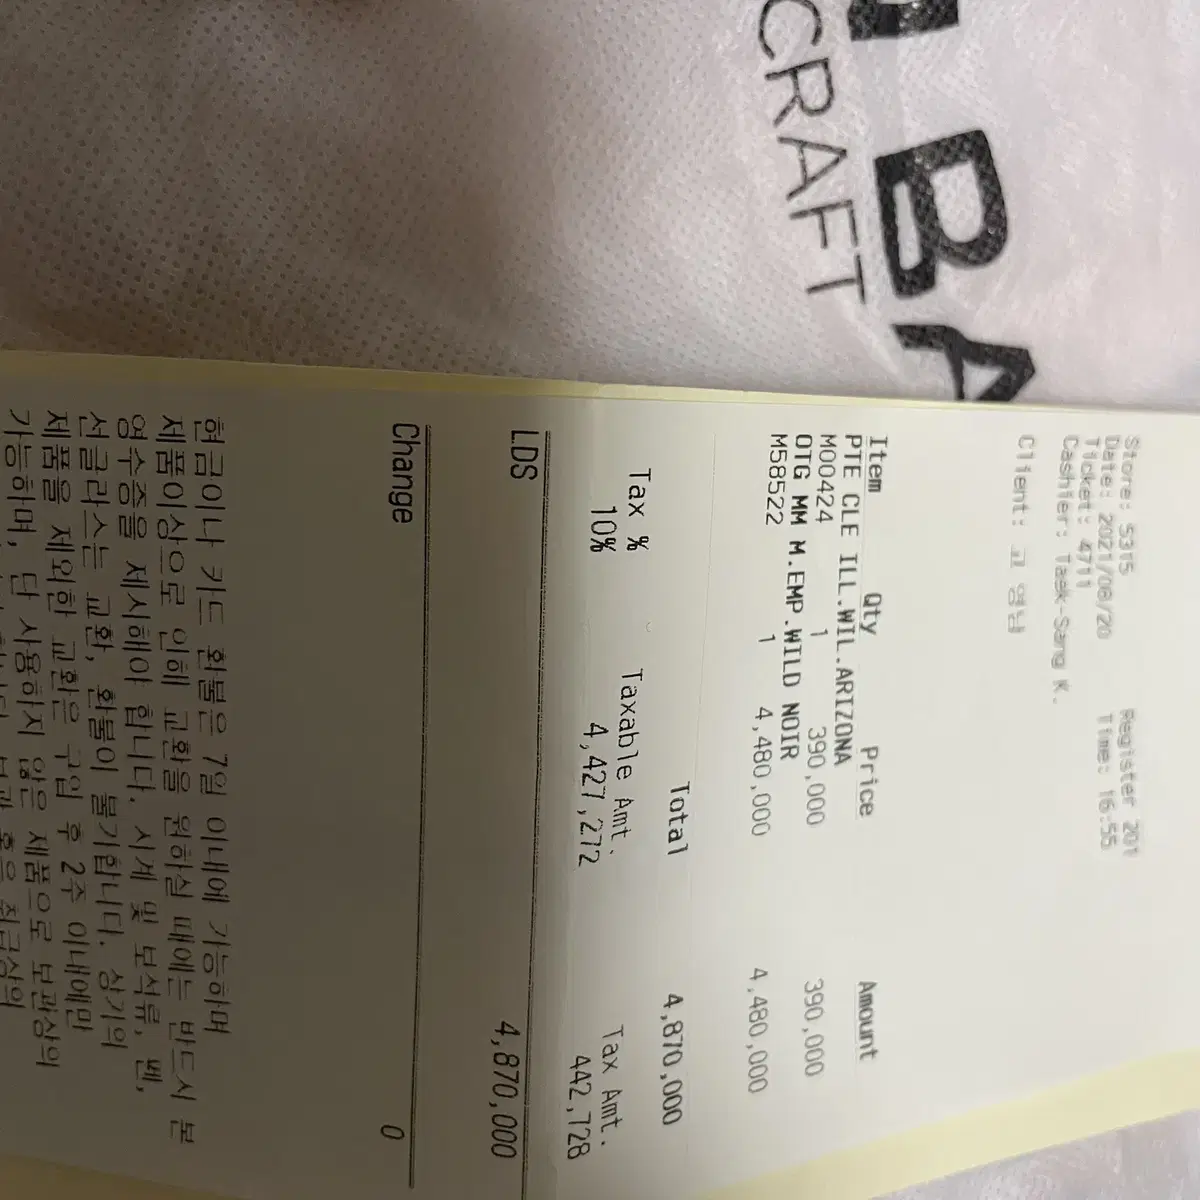 BA
CRAFT
Store: 5315 Register 201
Date: 2021/08/20 Time: 16:55
Ticket: 4711
Cashier: Taek-Sang K.
Client: 고 영남
Item Qty Price Amount
PTE CLE ILL.WIL.ARIZONA
M00424 1 390,000 390,000
OTG MM M.EMP.WILD NOIR
M58522 1 4,480,000 4,480,000
Total 4,870,000
Tax % Taxable Amt. Tax Amt.
10% 4,427,272 442,728
LDS 4,870,000
Change 0
현금이나 카드 환불은 7일 이내에 가능하며
제품이상으로 인해 교환을 원하실 때에는 반드시 본
영수증을 제시해야 합니다. 시계 및 보석류, 펜,
선글라스는 교환, 환불이 불가합니다. 상기의
제품을 제외한 교환은 구입 후 2주 이내에만
가능하며, 단 사용하지 않은 제품으로 보관상의